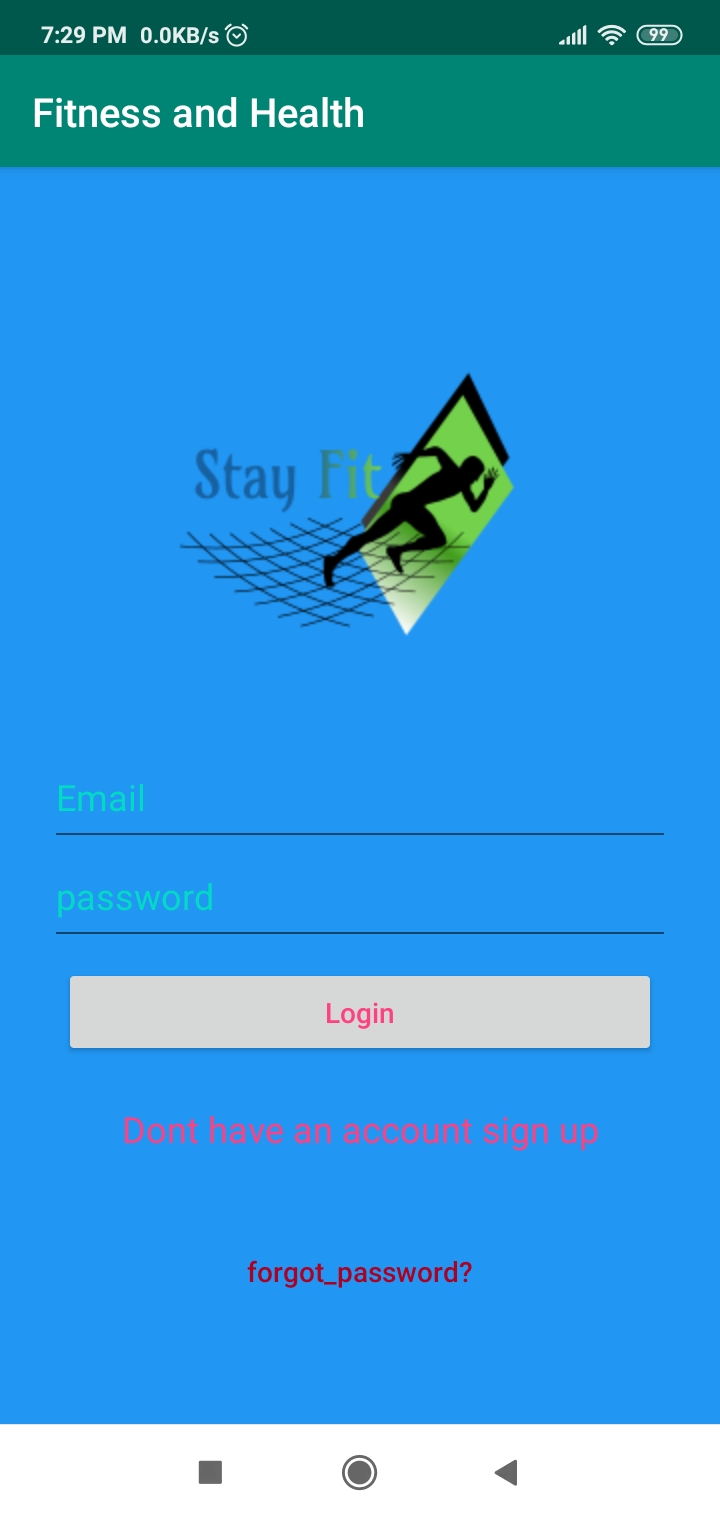 7:29 PM 0.0KB/s
99
Fitness and Health
Stay Fit
Email
password
Login
Dont have an account sign up
forgot_password?